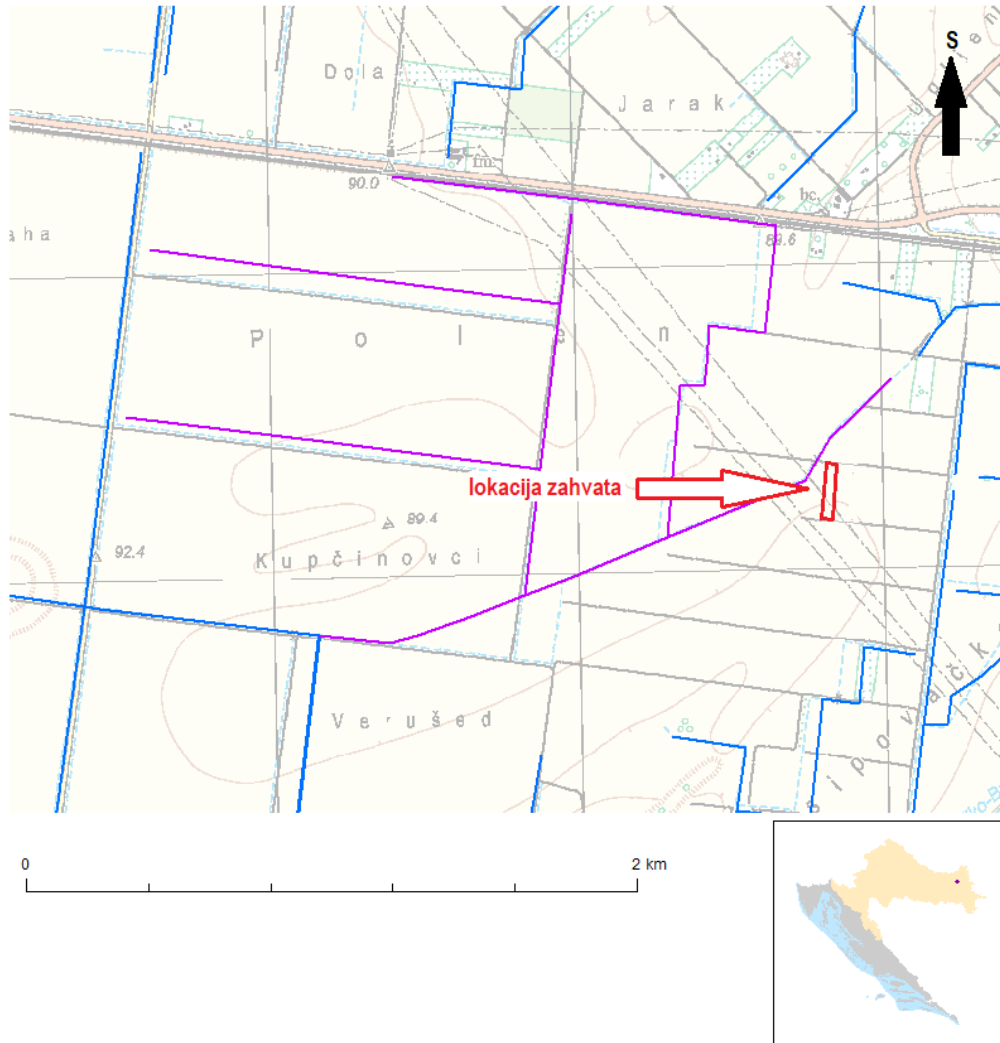 S
Dola
Jarak
fm.
90.0
bc.
89.6
aha
Polen
lokacija zahvata
89.4
92.4
Kupčinovci
Verušed
0
2 km